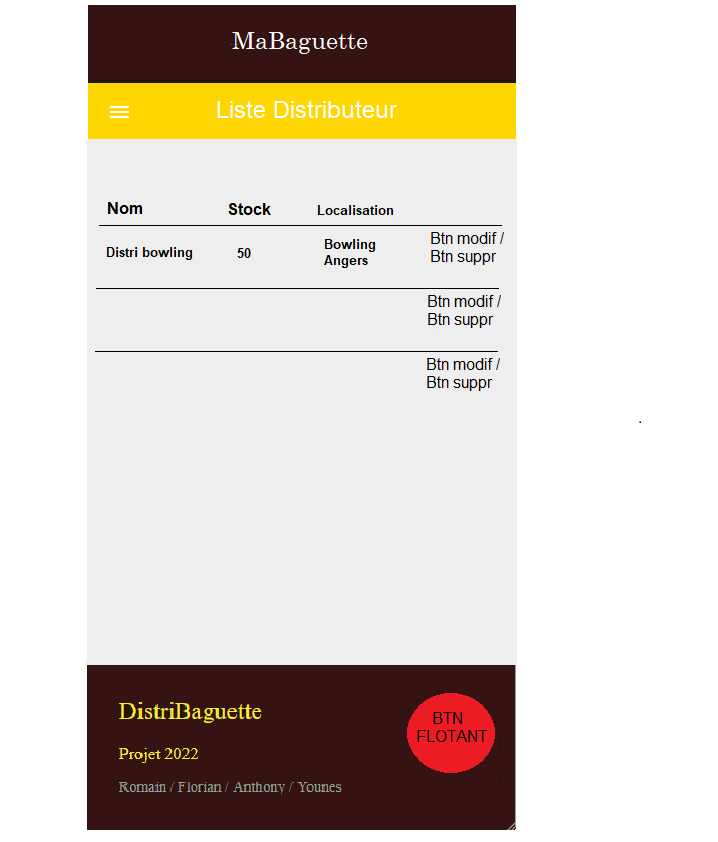 MaBaguette
Liste Distributeur
Nom Stock Localisation
Distri bowling 50 Bowling
Angers
Btn modif /
Btn suppr
Btn modif /
Btn suppr
Btn modif /
Btn suppr
DistriBaguette
Projet 2022
Romain / Florian / Anthony / Younes
BTN
FLOTANT